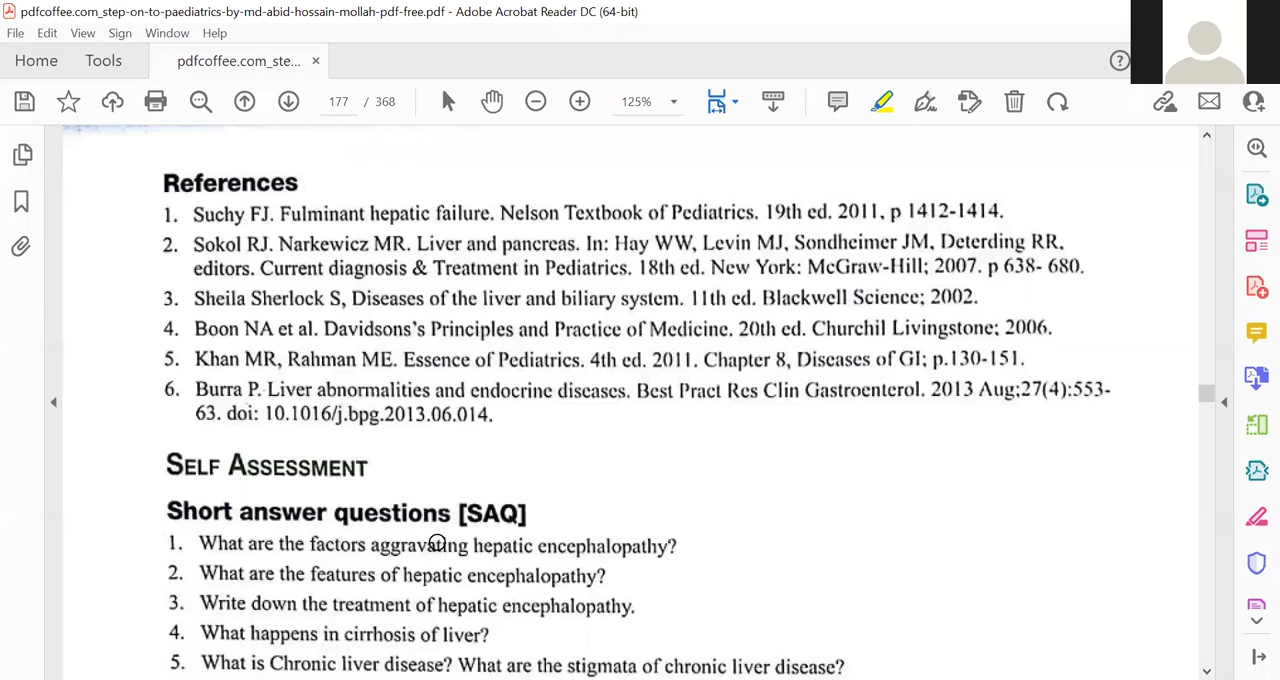 pdfcoffee.com_step-on-to-paediatrics-by-md-abid-hossain-mollah-pdf-free.pdf - Adobe Acrobat Reader DC (64-bit)
File Edit View Sign Window Help
Home Tools pdfcoffee.com_ste... ×
177 / 368 125%
References
1. Suchy FJ. Fulminant hepatic failure. Nelson Textbook of Pediatrics. 19th ed. 2011, p 1412-1414.
2. Sokol RJ. Narkewicz MR. Liver and pancreas. In: Hay WW, Levin MJ, Sondheimer JM, Deterding RR,
editors. Current diagnosis & Treatment in Pediatrics. 18th ed. New York: McGraw-Hill; 2007. p 638- 680.
3. Sheila Sherlock S, Diseases of the liver and biliary system. 11th ed. Blackwell Science; 2002.
4. Boon NA et al. Davidsons's Principles and Practice of Medicine. 20th ed. Churchil Livingstone; 2006.
5. Khan MR, Rahman ME. Essence of Pediatrics. 4th ed. 2011. Chapter 8, Diseases of GI; p.130-151.
6. Burra P. Liver abnormalities and endocrine diseases. Best Pract Res Clin Gastroenterol. 2013 Aug;27(4):553-
63. doi: 10.1016/j.bpg.2013.06.014.
SELF ASSESSMENT
Short answer questions [SAQ]
1. What are the factors aggravating hepatic encephalopathy?
2. What are the features of hepatic encephalopathy?
3. Write down the treatment of hepatic encephalopathy.
4. What happens in cirrhosis of liver?
5. What is Chronic liver disease? What are the stigmata of chronic liver disease?